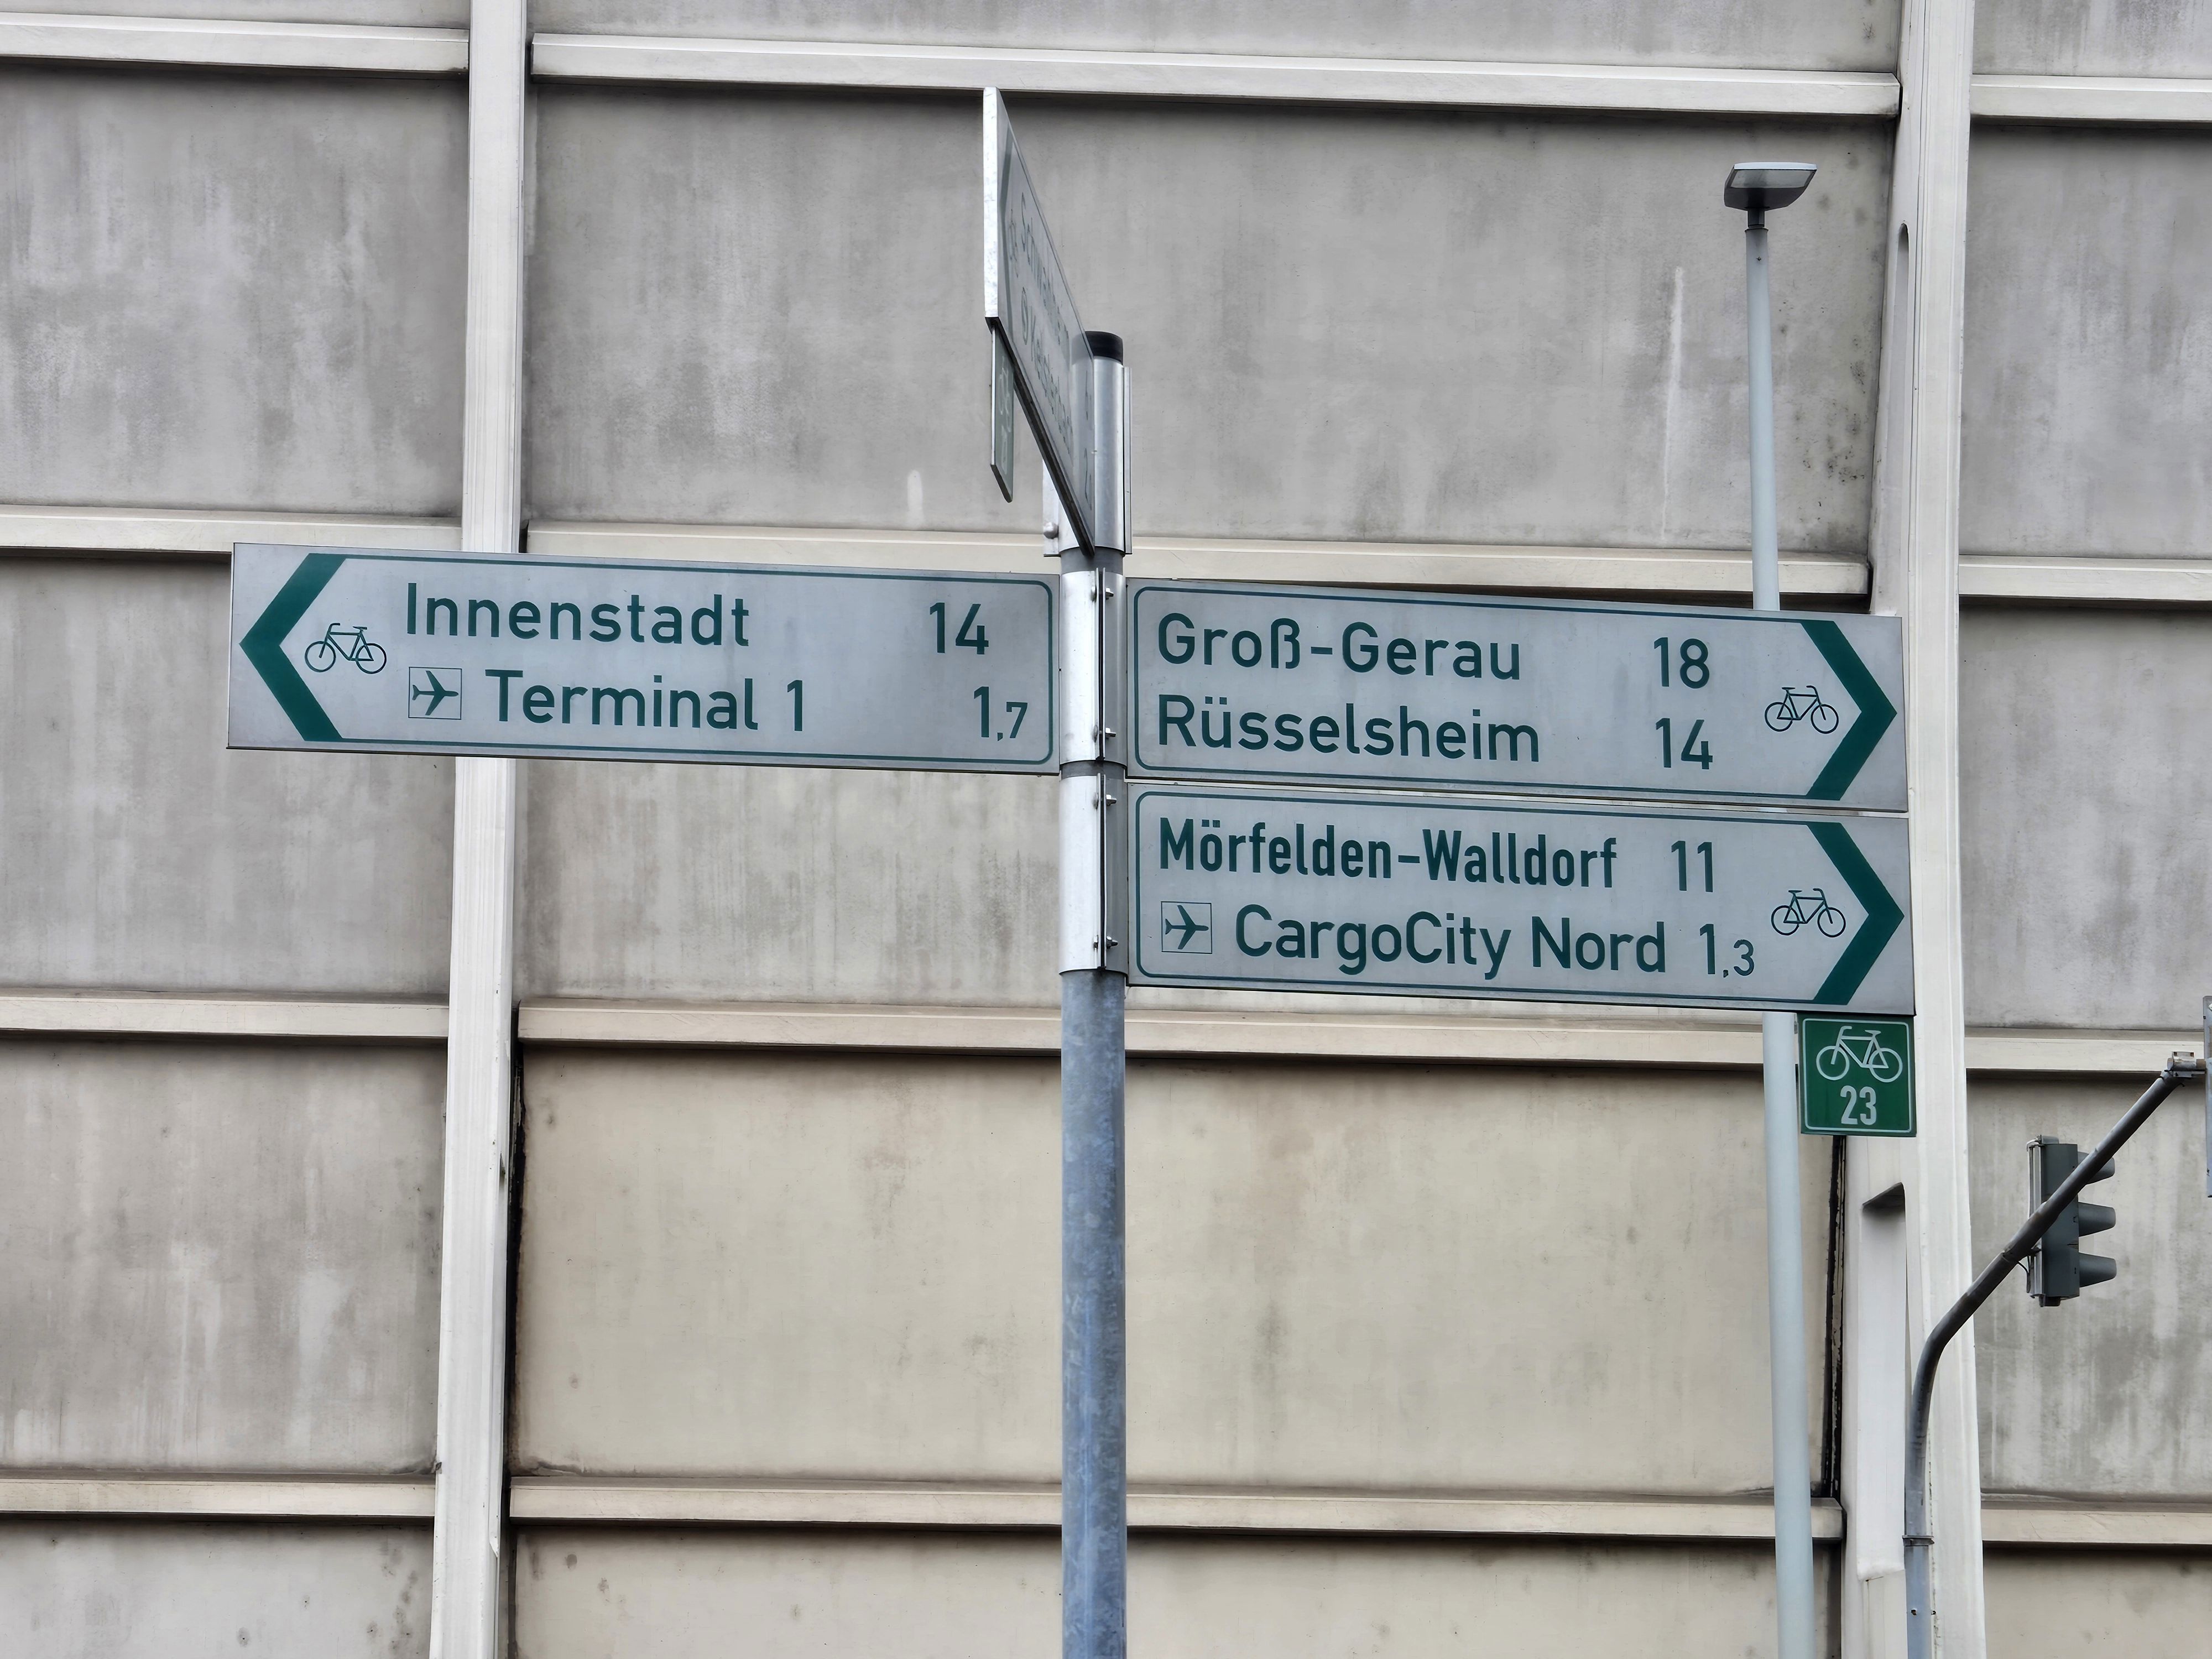 Innenstadt 14
Terminal 1 1,7
Groß-Gerau 18
Rüsselsheim 14
Mörfelden-Walldorf 11
CargoCity Nord 1,3
23